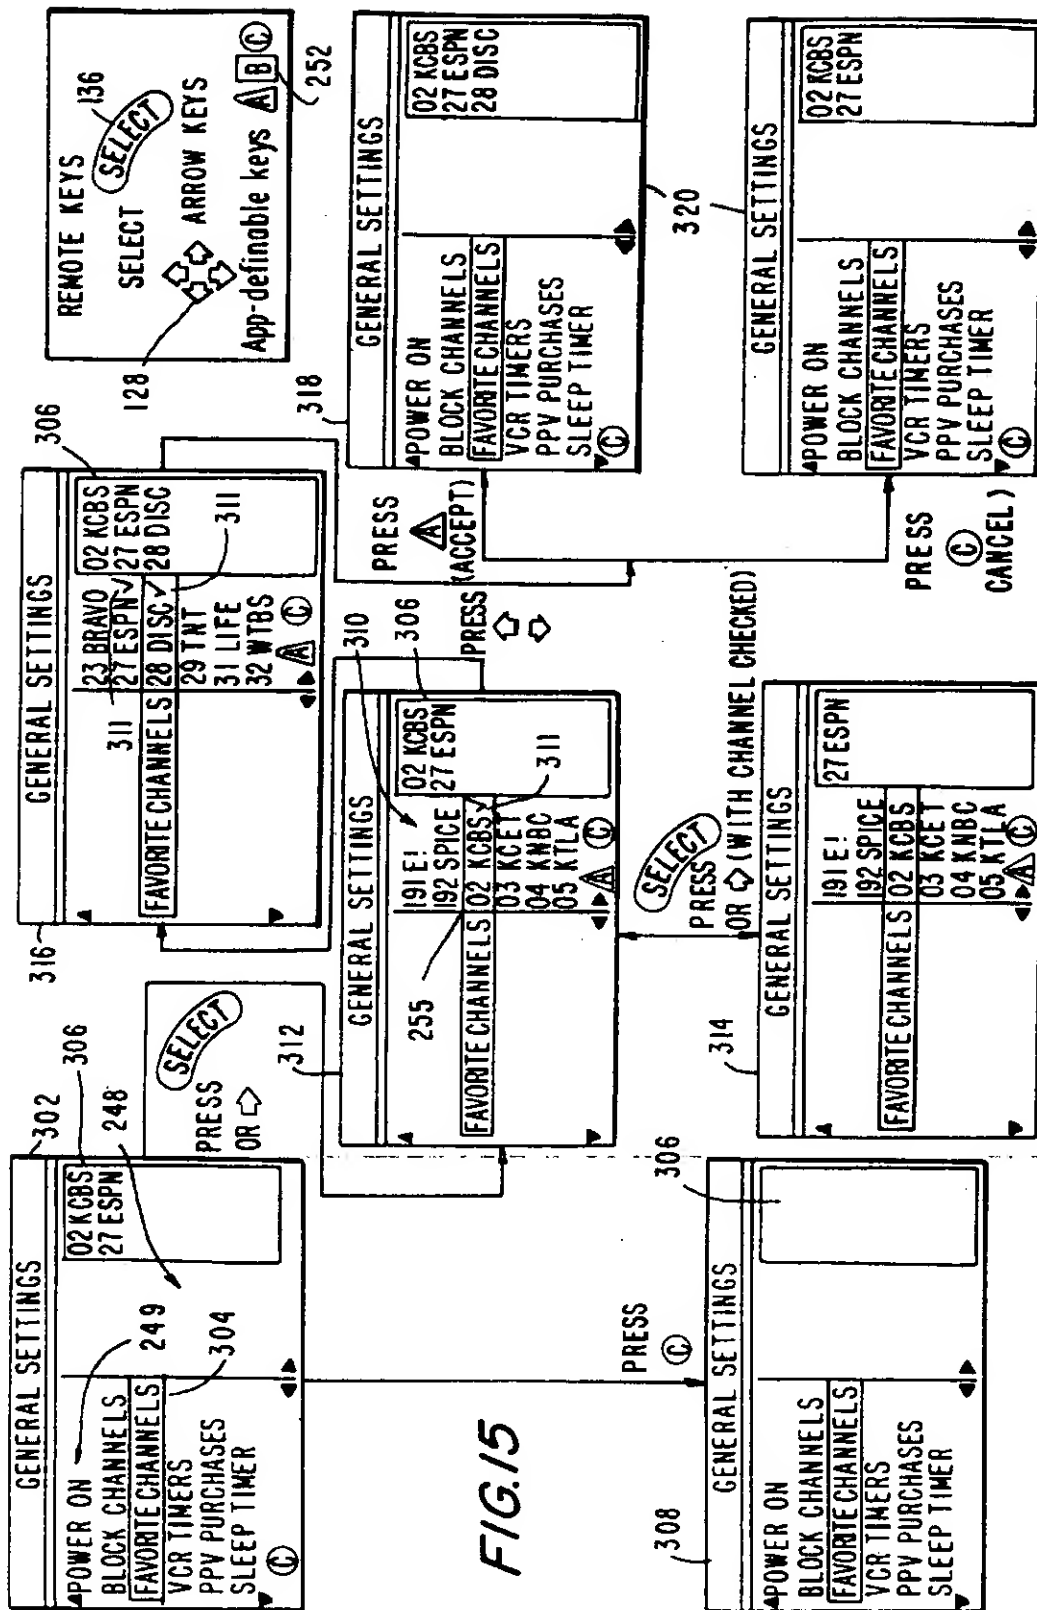 GENERAL SETTINGS
302
POWER ON
BLOCK CHANNELS
FAVORITE CHANNELS
VCR TIMERS
PPV PURCHASES
SLEEP TIMER
C
249
304
248
02 KCBS
27 ESPN
306
PRESS SELECT
OR
PRESS
C
308
GENERAL SETTINGS
POWER ON
BLOCK CHANNELS
FAVORITE CHANNELS
VCR TIMERS
PPV PURCHASES
SLEEP TIMER
306
FIG.15
316
GENERAL SETTINGS
FAVORITE CHANNELS
311
23 BRAVO
27 ESPN ✓
28 DISC ✓
29 TNT
31 LIFE
32 WTBS
A C
02 KCBS
27 ESPN
28 DISC
306
311
312
GENERAL SETTINGS
255
FAVORITE CHANNELS
310
191 E!
192 SPICE
02 KCBS ✓
03 KCET
04 KNBC
05 KTLA
A C
02 KCBS
27 ESPN
306
311
PRESS
PRESS SELECT
OR (WITH CHANNEL CHECKED)
314
GENERAL SETTINGS
FAVORITE CHANNELS
191 E!
192 SPICE
02 KCBS
03 KCET
04 KNBC
05 KTLA
A C
27 ESPN
REMOTE KEYS
136
SELECT
SELECT
ARROW KEYS
128
App-definable keys A B C
252
PRESS
A
(ACCEPT)
318
GENERAL SETTINGS
POWER ON
BLOCK CHANNELS
FAVORITE CHANNELS
VCR TIMERS
PPV PURCHASES
SLEEP TIMER
C
02 KCBS
27 ESPN
28 DISC
320
PRESS
C
CANCEL)
GENERAL SETTINGS
POWER ON
BLOCK CHANNELS
FAVORITE CHANNELS
VCR TIMERS
PPV PURCHASES
SLEEP TIMER
C
02 KCBS
27 ESPN